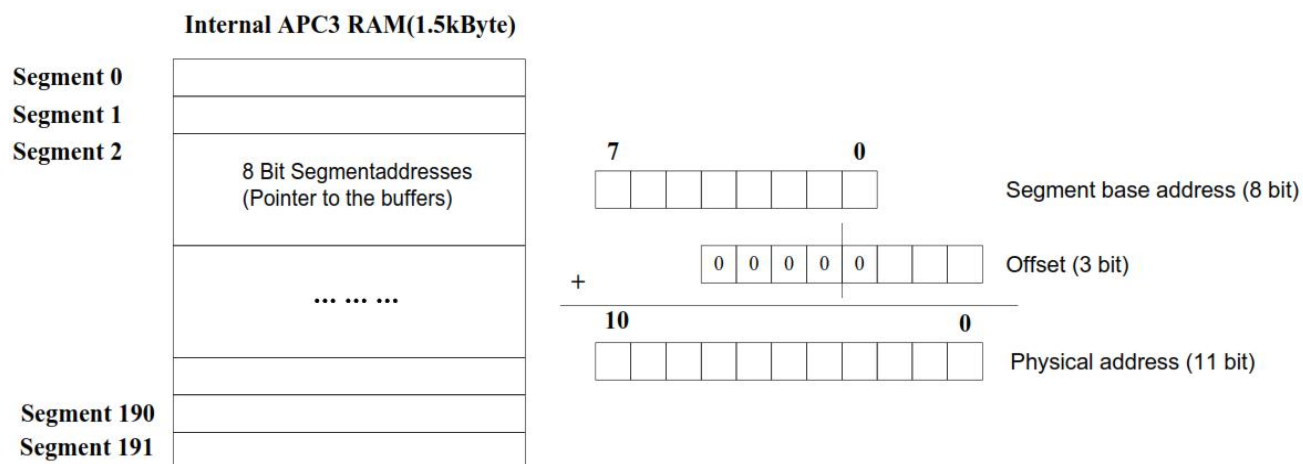 Internal APC3 RAM(1.5kByte)
Segment 0
Segment 1
Segment 2
8 Bit Segmentaddresses
(Pointer to the buffers)
... ... ...
Segment 190
Segment 191
7 0
Segment base address (8 bit)
0 0 0 0 0
Offset (3 bit)
+
10 0
Physical address (11 bit)